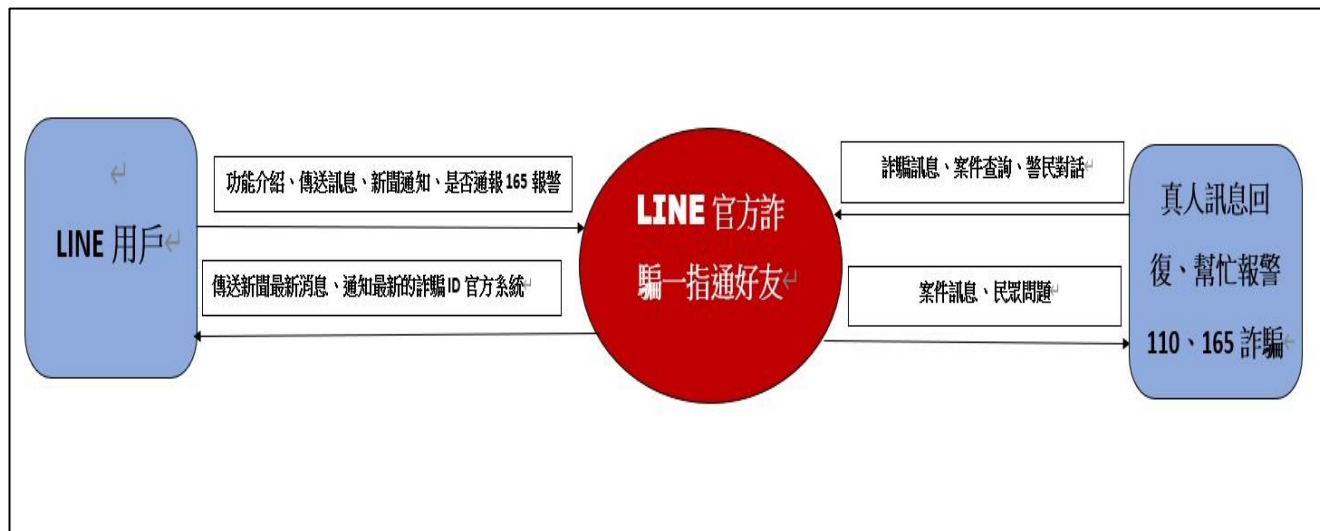 LINE 用戶
功能介紹、傳送訊息、新聞通知、是否通報 165 報警
傳送新聞最新消息、通知最新的詐騙 ID 官方系統
LINE 官方詐
騙一指通好友
詐騙訊息、案件查詢、警民對話
案件訊息、民眾問題
真人訊息回
復、幫忙報警
110、165 詐騙